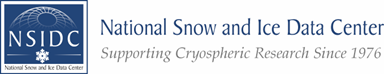 NSIDC
National Snow and Ice Data Center
National Snow and Ice Data Center
Supporting Cryospheric Research Since 1976